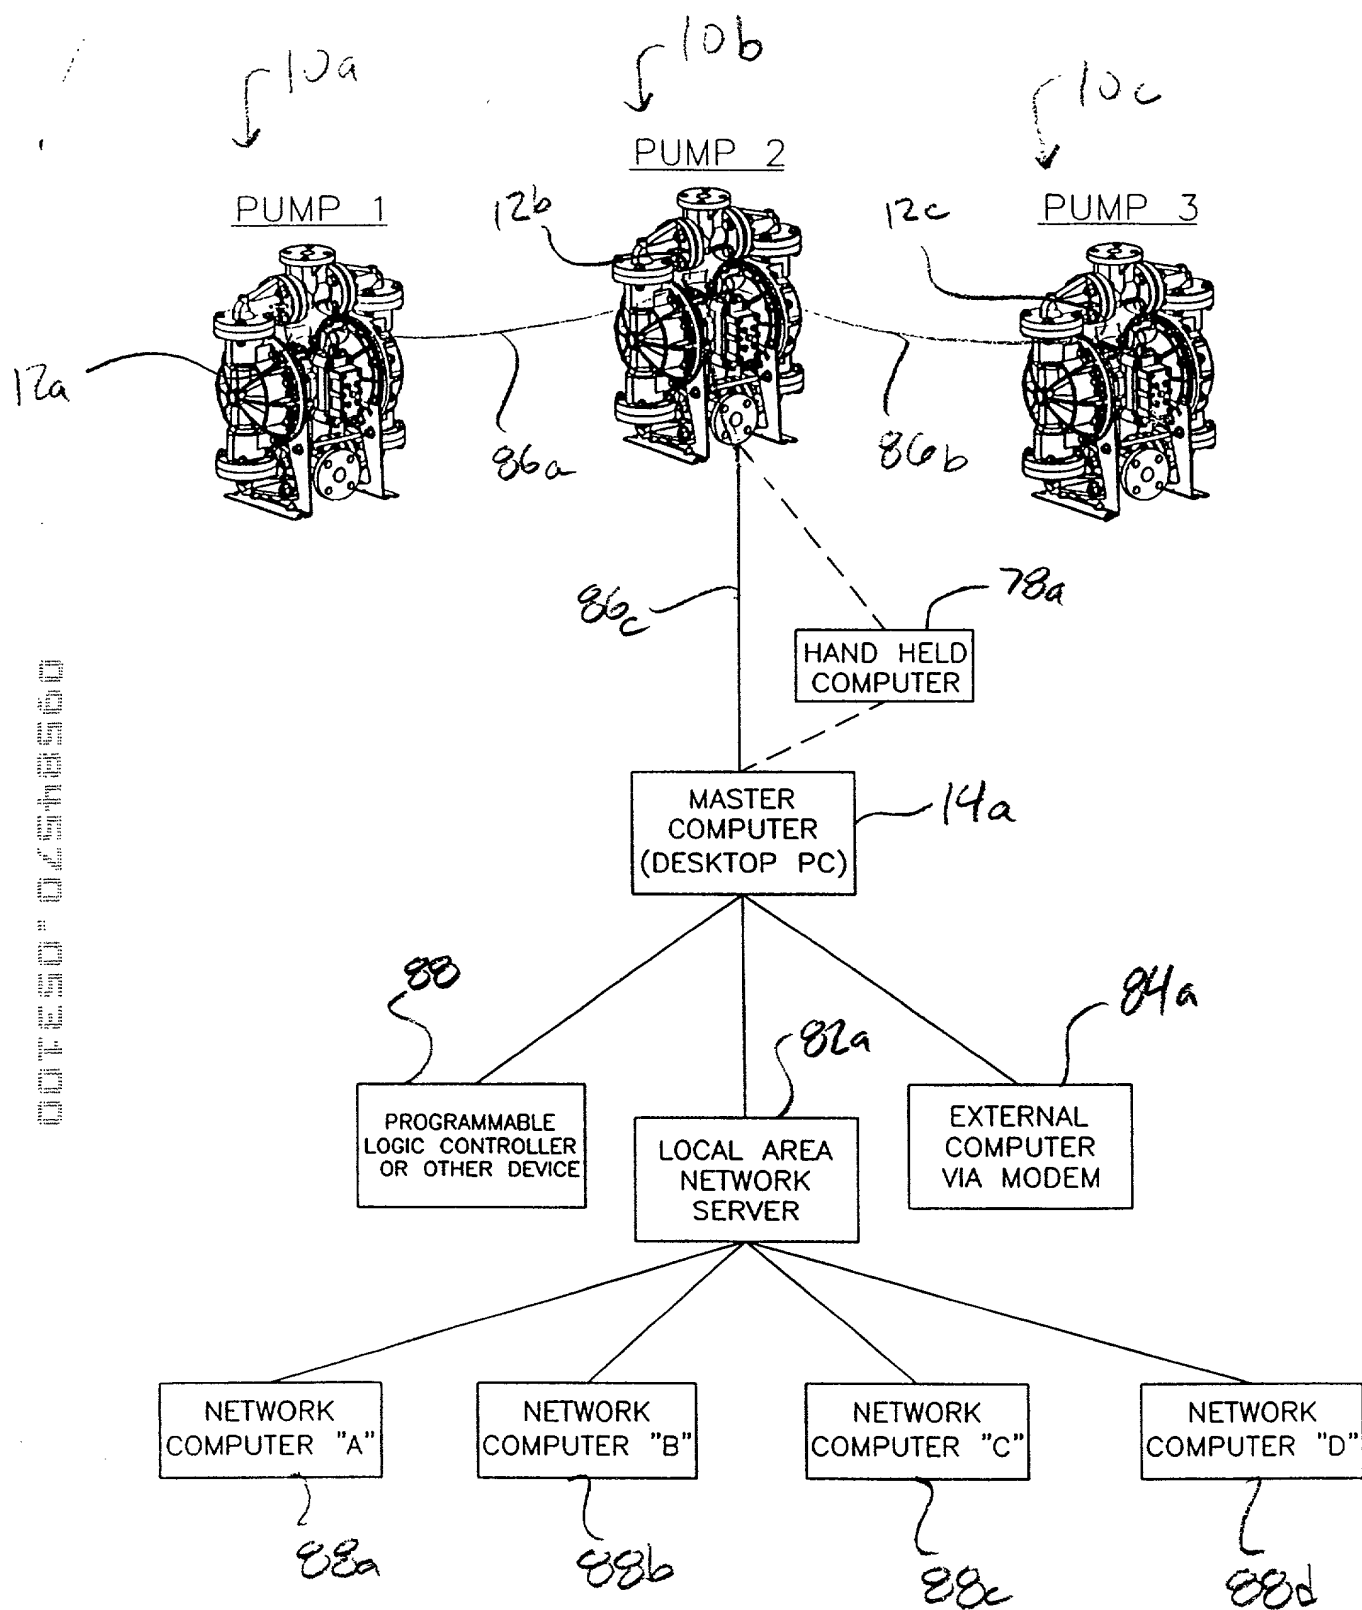 10a
10b
10c
PUMP 1
PUMP 2
PUMP 3
12a
12b
12c
86a
86b
86c
78a
HAND HELD
COMPUTER
MASTER
COMPUTER
(DESKTOP PC)
14a
88
82a
84a
PROGRAMMABLE
LOGIC CONTROLLER
OR OTHER DEVICE
LOCAL AREA
NETWORK
SERVER
EXTERNAL
COMPUTER
VIA MODEM
NETWORK
COMPUTER "A"
NETWORK
COMPUTER "B"
NETWORK
COMPUTER "C"
NETWORK
COMPUTER "D"
88a
88b
88c
88d
09584570.053100